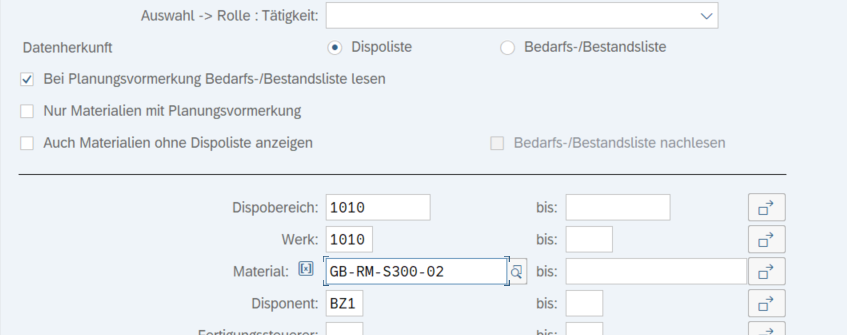 Auswahl -> Rolle : Tätigkeit:
Datenherkunft Dispoliste Bedarfs-/Bestandsliste
Bei Planungsvormerkung Bedarfs-/Bestandsliste lesen
Nur Materialien mit Planungsvormerkung
Auch Materialien ohne Dispoliste anzeigen Bedarfs-/Bestandsliste nachlesen
Dispobereich: 1010 bis:
Werk: 1010 bis:
Material: GB-RM-S300-02 bis:
Disponent: BZ1 bis:
Fertigungssteuerer: bis: